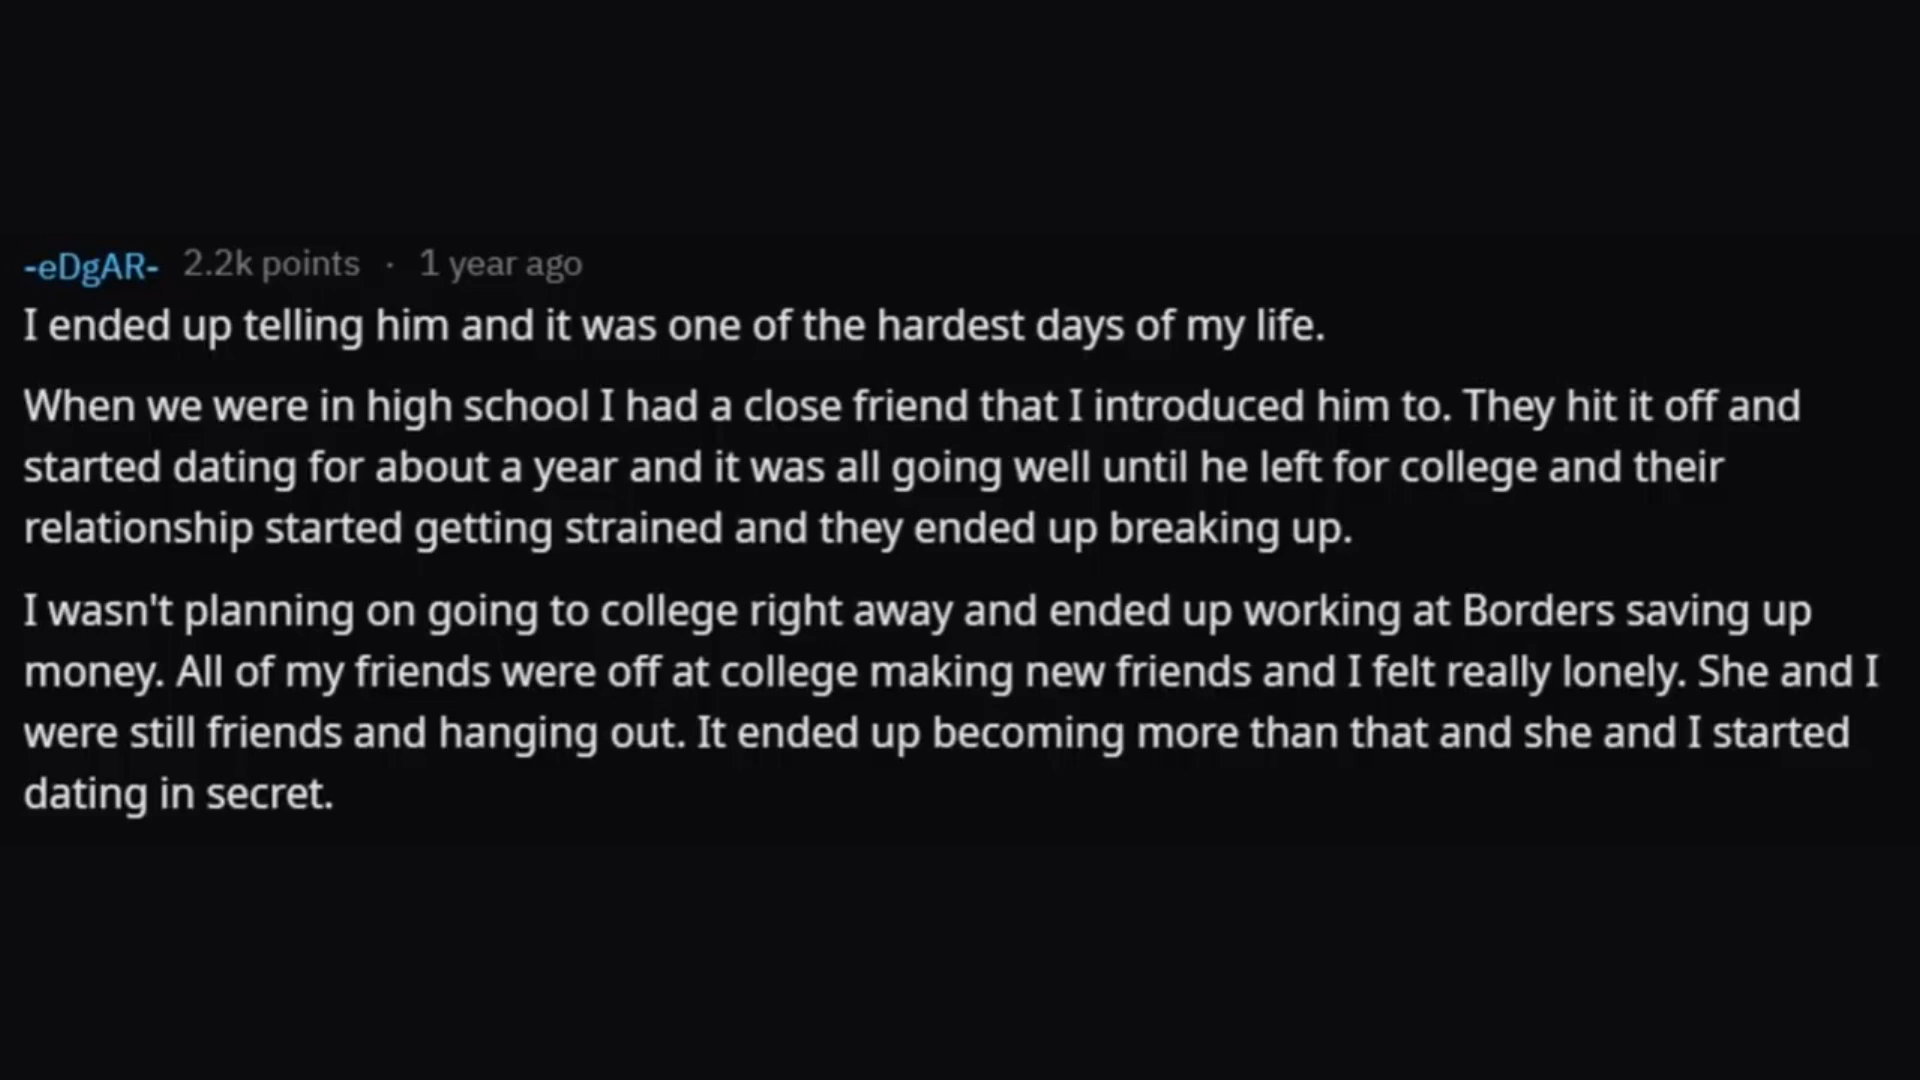 -eDgAR- 2.2k points · 1 year ago
I ended up telling him and it was one of the hardest days of my life.
When we were in high school I had a close friend that I introduced him to. They hit it off and
started dating for about a year and it was all going well until he left for college and their
relationship started getting strained and they ended up breaking up.
I wasn't planning on going to college right away and ended up working at Borders saving up
money. All of my friends were off at college making new friends and I felt really lonely. She and I
were still friends and hanging out. It ended up becoming more than that and she and I started
dating in secret.